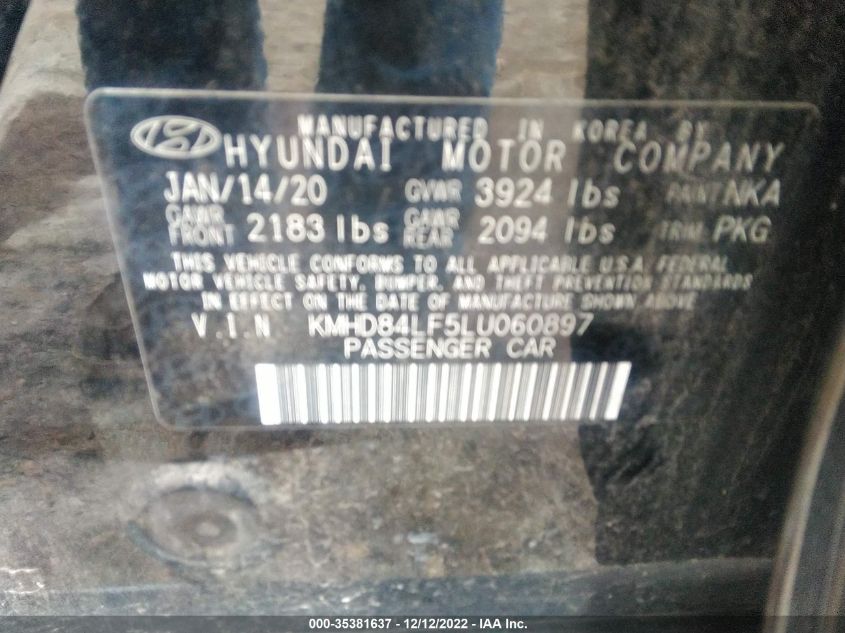 MANUFACTURED IN KOREA BY
HYUNDAI MOTOR COMPANY
JAN/14/20 GVWR 3924 lbs PAINT NKA
GAWR FRONT 2183 lbs GAWR REAR 2094 lbs TRIM PKG
THIS VEHICLE CONFORMS TO ALL APPLICABLE U.S.A. FEDERAL
MOTOR VEHICLE SAFETY, BUMPER, AND THEFT PREVENTION STANDARDS
IN EFFECT ON THE DATE OF MANUFACTURE SHOWN ABOVE
V.I.N KMHD84LF5LU060897
PASSENGER CAR
000-35381637 - 12/12/2022 - IAA Inc.